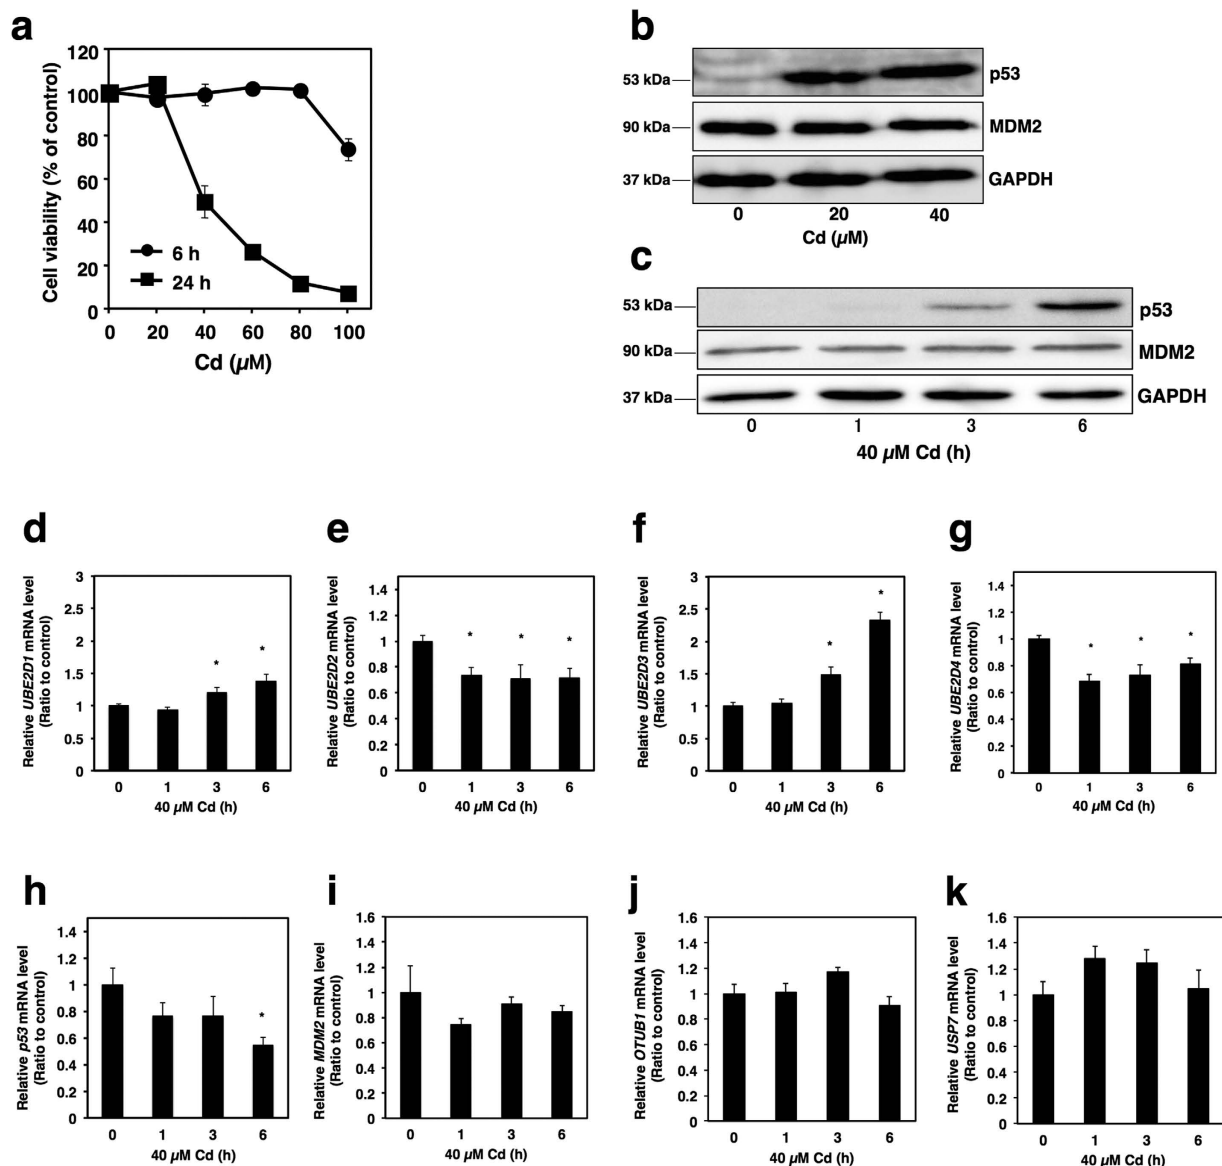 a
120
100
80
60
40
20
0
Cell viability (% of control)
6 h
24 h
0 20 40 60 80 100
Cd (µM)
b
53 kDa
p53
90 kDa
MDM2
37 kDa
GAPDH
0 20 40
Cd (µM)
c
53 kDa
p53
90 kDa
MDM2
37 kDa
GAPDH
0 1 3 6
40 µM Cd (h)
d
Relative UBE2D1 mRNA level
(Ratio to control)
3
2.5
2
1.5
1
0.5
0
* *
0 1 3 6
40 µM Cd (h)
e
Relative UBE2D2 mRNA level
(Ratio to control)
1.4
1.2
1
0.8
0.6
0.4
0.2
0
* * *
0 1 3 6
40 µM Cd (h)
f
Relative UBE2D3 mRNA level
(Ratio to control)
3
2.5
2
1.5
1
0.5
0
* *
0 1 3 6
40 µM Cd (h)
g
Relative UBE2D4 mRNA level
(Ratio to control)
1.4
1.2
1
0.8
0.6
0.4
0.2
0
* * *
0 1 3 6
40 µM Cd (h)
h
Relative p53 mRNA level
(Ratio to control)
1.4
1.2
1
0.8
0.6
0.4
0.2
0
*
0 1 3 6
40 µM Cd (h)
i
Relative MDM2 mRNA level
(Ratio to control)
1.6
1.4
1.2
1
0.8
0.6
0.4
0.2
0
0 1 3 6
40 µM Cd (h)
j
Relative OTUB1 mRNA level
(Ratio to control)
1.6
1.4
1.2
1
0.8
0.6
0.4
0.2
0
0 1 3 6
40 µM Cd (h)
k
Relative USP7 mRNA level
(Ratio to control)
1.6
1.4
1.2
1
0.8
0.6
0.4
0.2
0
0 1 3 6
40 µM Cd (h)